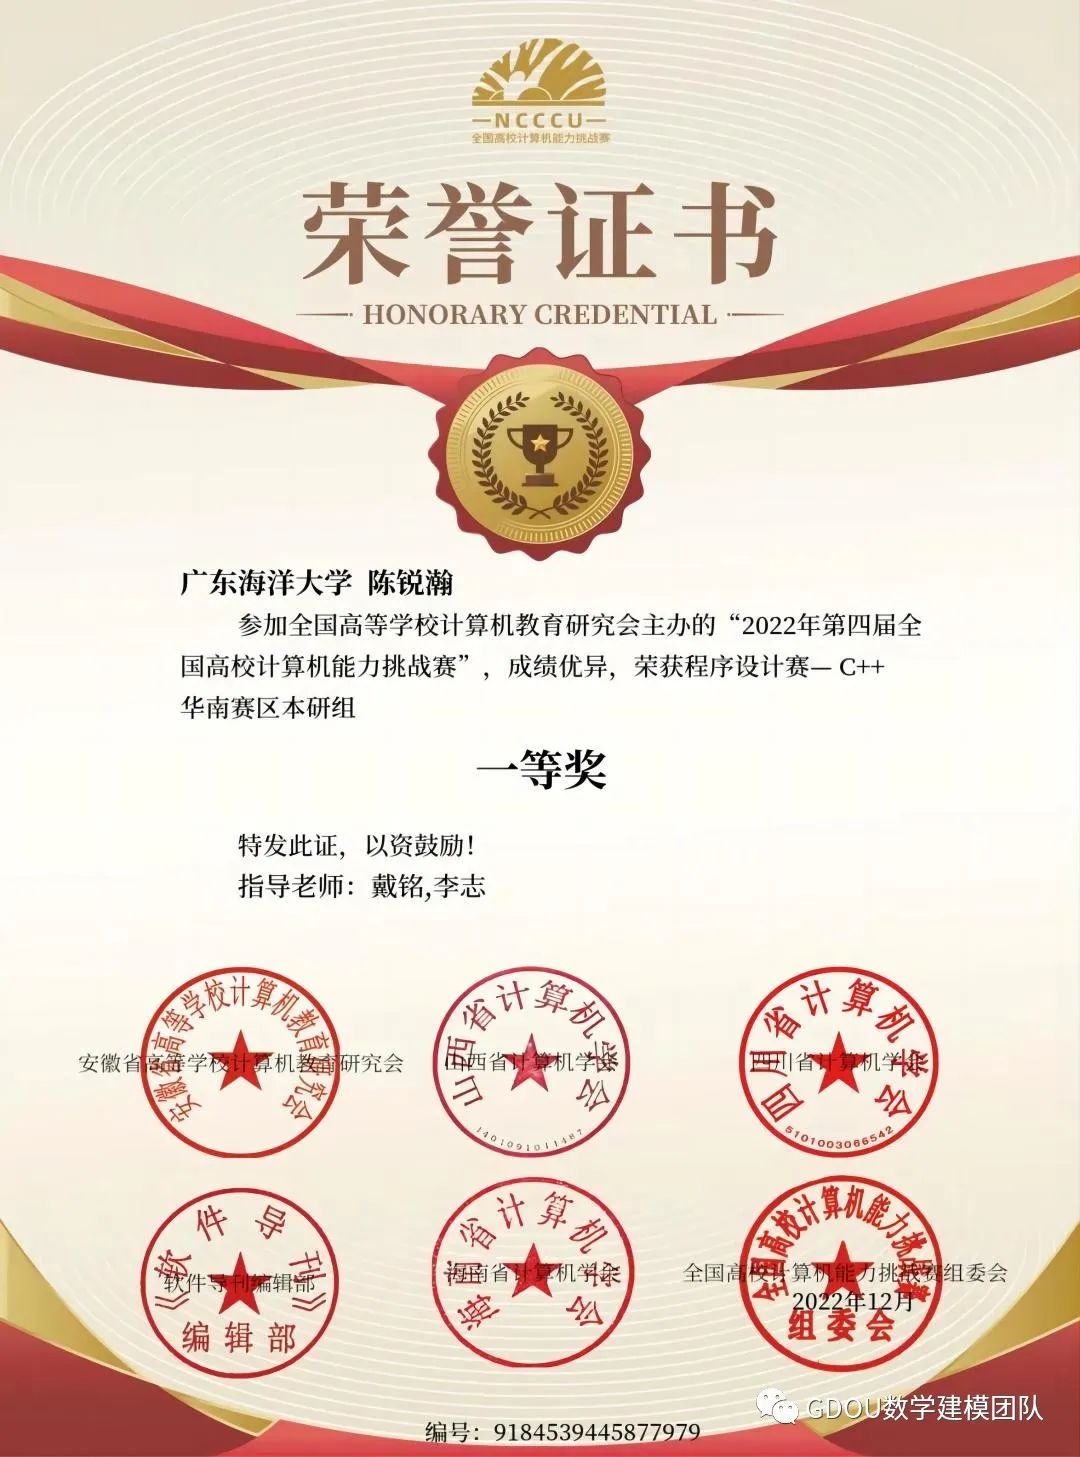 NCCCU
全国高校计算机能力挑战赛
荣誉证书
HONORARY CREDENTIAL
广东海洋大学 陈锐瀚
参加全国高等学校计算机教育研究会主办的“2022年第四届全
国高校计算机能力挑战赛”，成绩优异，荣获程序设计赛— C++
华南赛区本研组
一等奖
特发此证，以资鼓励！
指导老师：戴铭,李志
安徽省高等学校计算机教育研究会
安徽省高等学校计算机教育研究会
山西省计算机学会
山西省计算机学会
1401091011487
四川省计算机学会
四川省计算机学会
5101003066542
《软件导刊》
编辑部
软件导刊编辑部
海南省计算机学会
海南省计算机学会
全国高校计算机能力挑战赛
组委会
全国高校计算机能力挑战赛组委会
2022年12月
GDOU数学建模团队
编号：9184539445877979